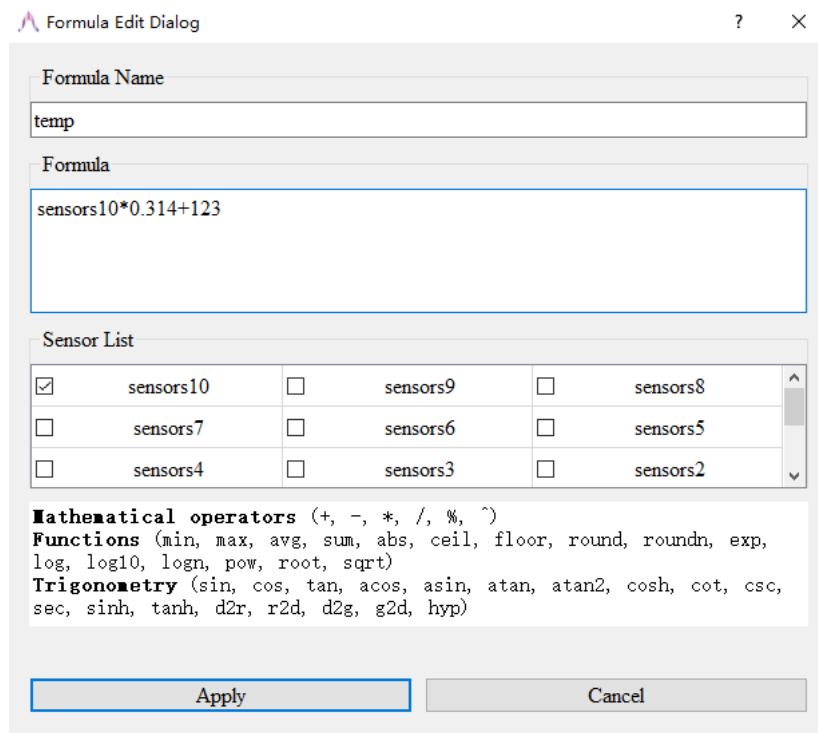 Formula Edit Dialog
Formula Name
temp
Formula
sensors10*0.314+123
Sensor List
sensors10 sensors9 sensors8
sensors7 sensors6 sensors5
sensors4 sensors3 sensors2
Mathematical operators (+, -, *, /, %, ^)
Functions (min, max, avg, sum, abs, ceil, floor, round, roundn, exp,
log, log10, logn, pow, root, sqrt)
Trigonometry (sin, cos, tan, acos, asin, atan, atan2, cosh, cot, csc,
sec, sinh, tanh, d2r, r2d, d2g, g2d, hyp)
Apply Cancel